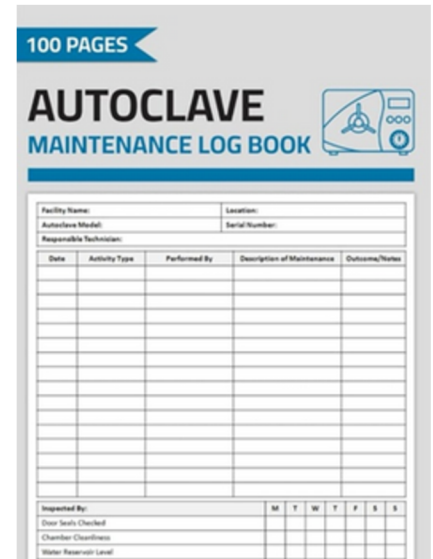 100 PAGES
AUTOCLAVE
MAINTENANCE LOG BOOK
Facility Name: Location:
Autoclave Model: Serial Number:
Responsible Technician:
Date Activity Type Performed By Description of Maintenance Outcome/Notes
Inspected By: M T W T F S S
Door Seals Checked
Chamber Cleanliness
Water Reservoir Level